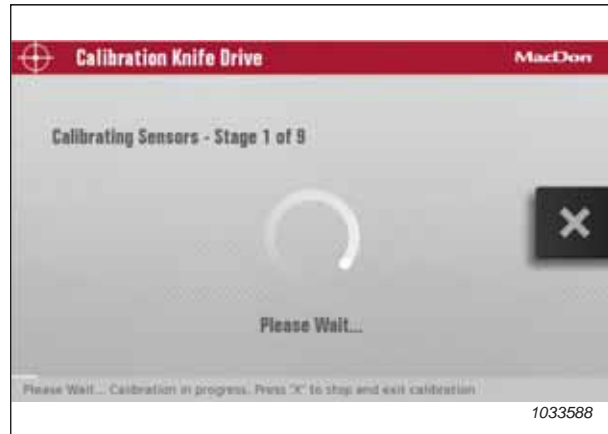 Calibration Knife Drive MacDon
Calibrating Sensors - Stage 1 of 9
X
Please Wait...
Please Wait... Calibration in progress. Press 'X' to stop and exit calibration
1033588